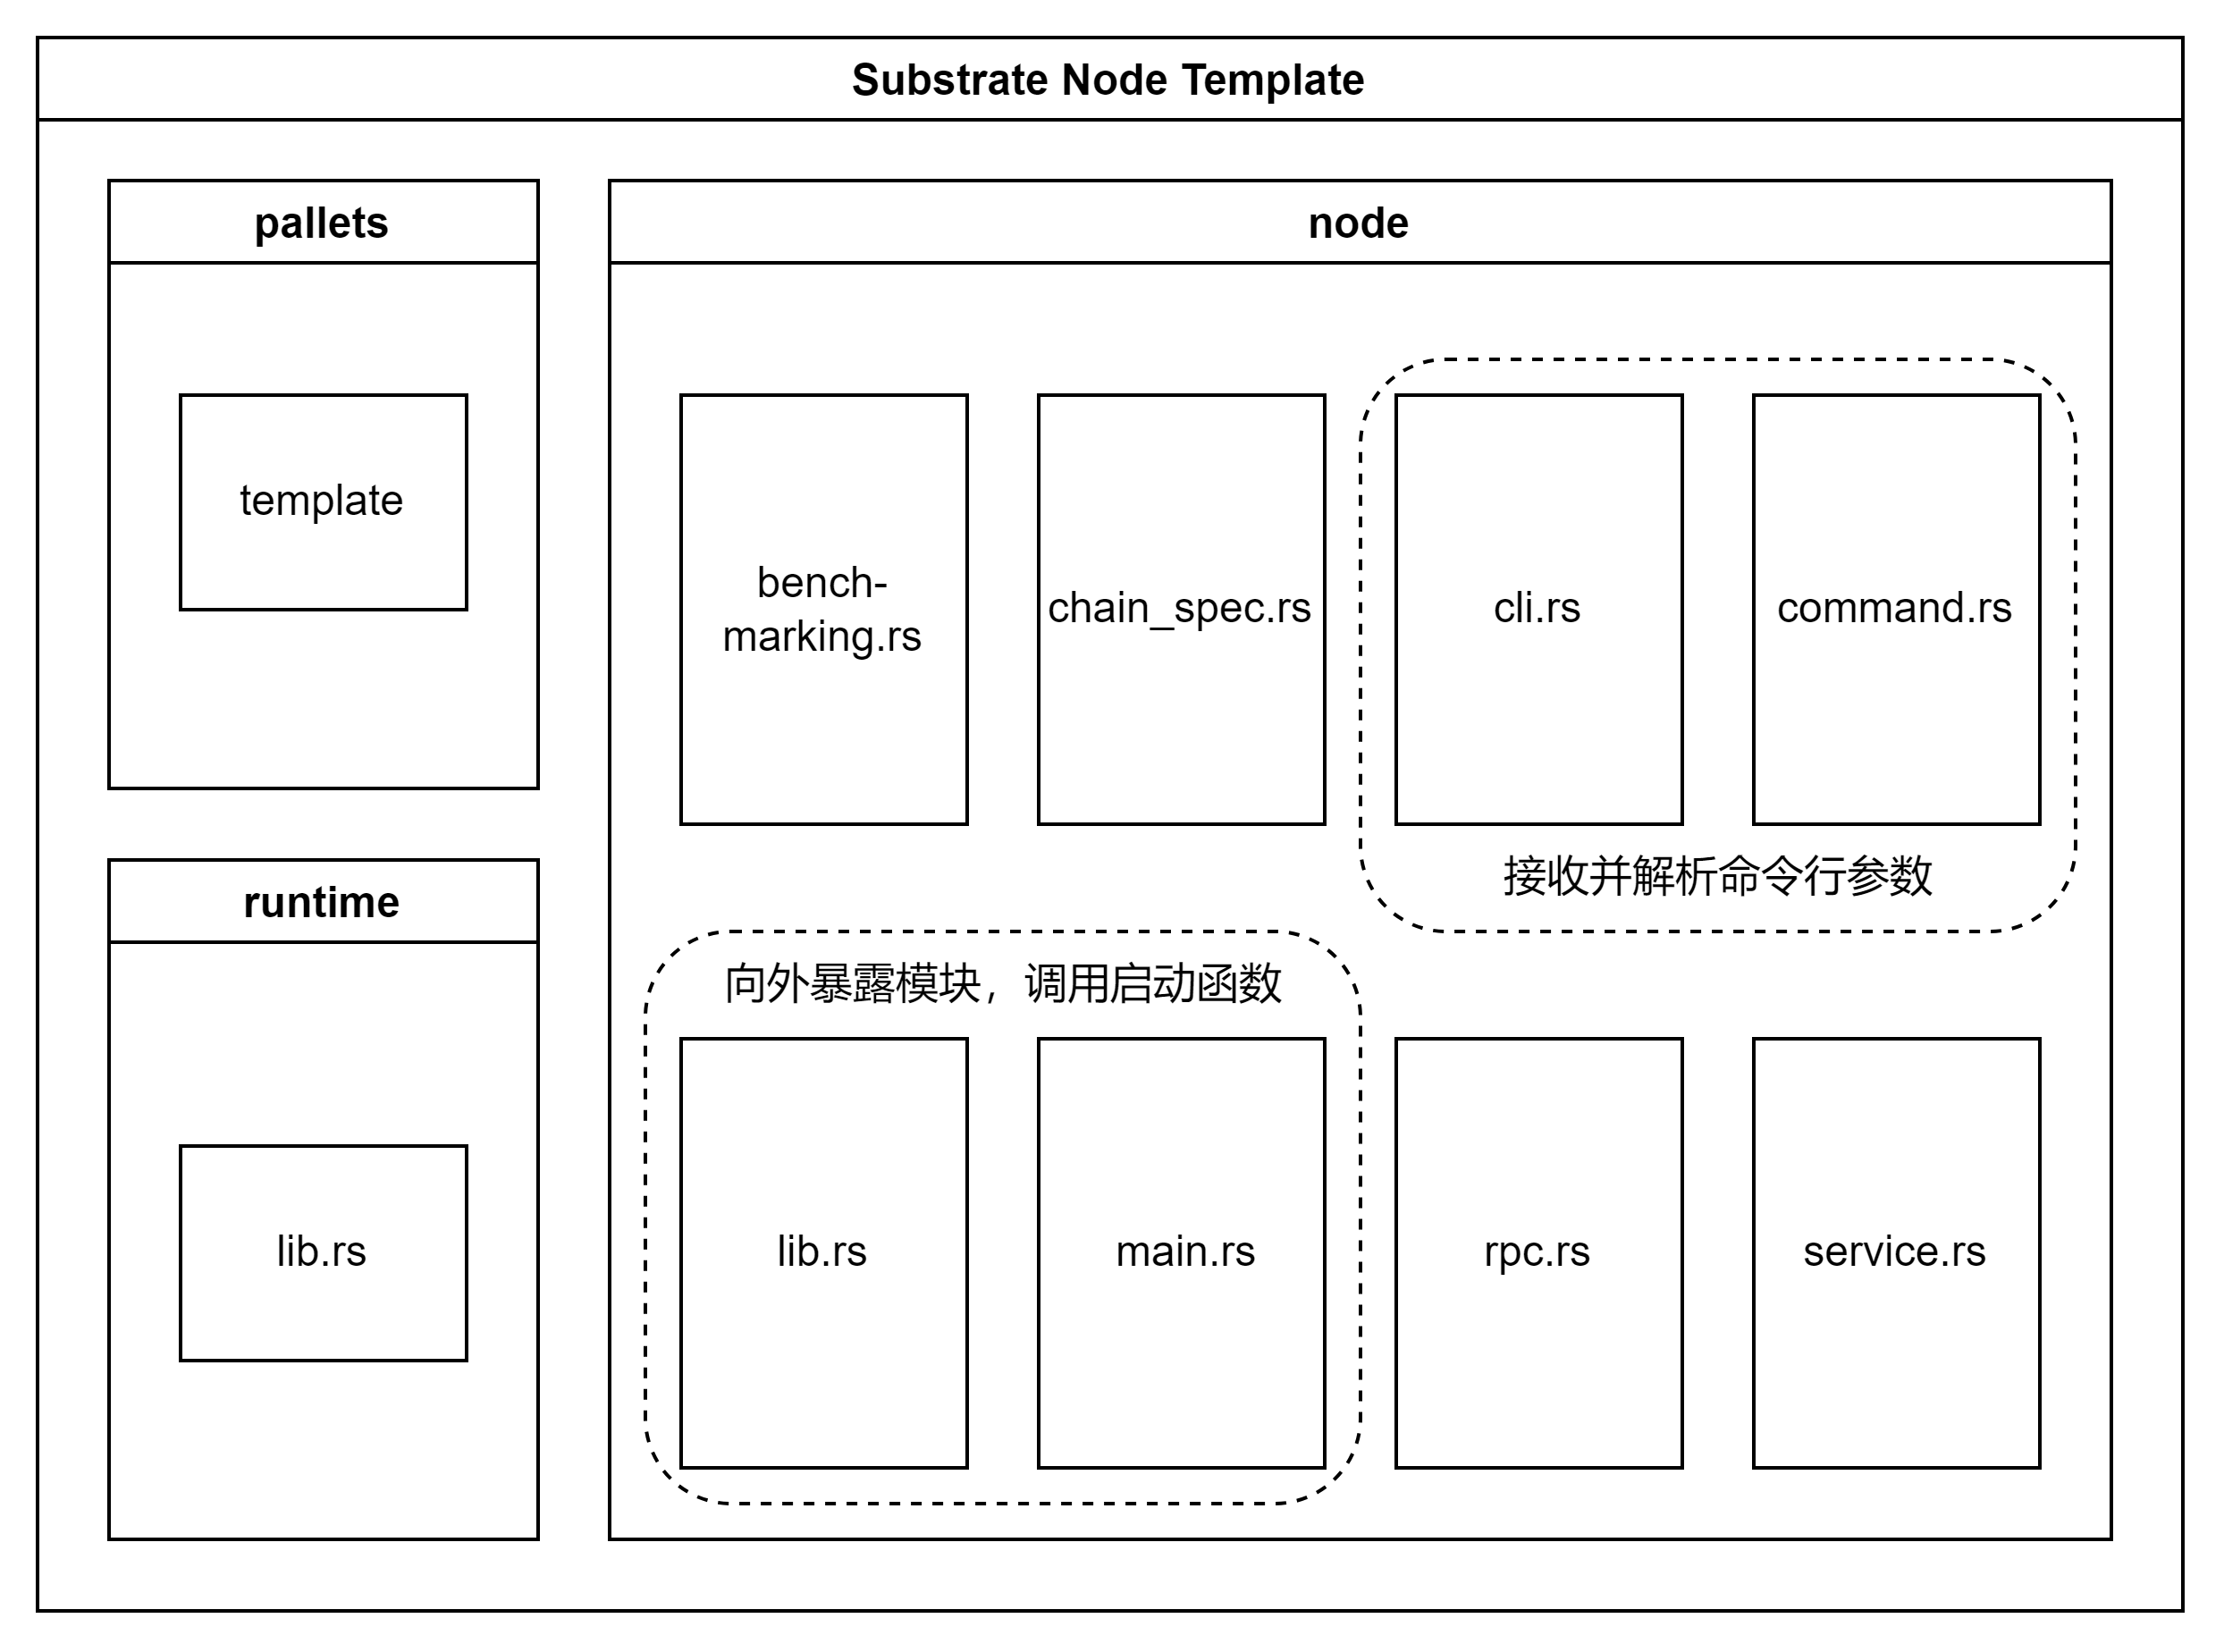 Substrate Node Template
pallets
template
runtime
lib.rs
node
bench-
marking.rs
chain_spec.rs
cli.rs
command.rs
接收并解析命令行参数
向外暴露模块，调用启动函数
lib.rs
main.rs
rpc.rs
service.rs